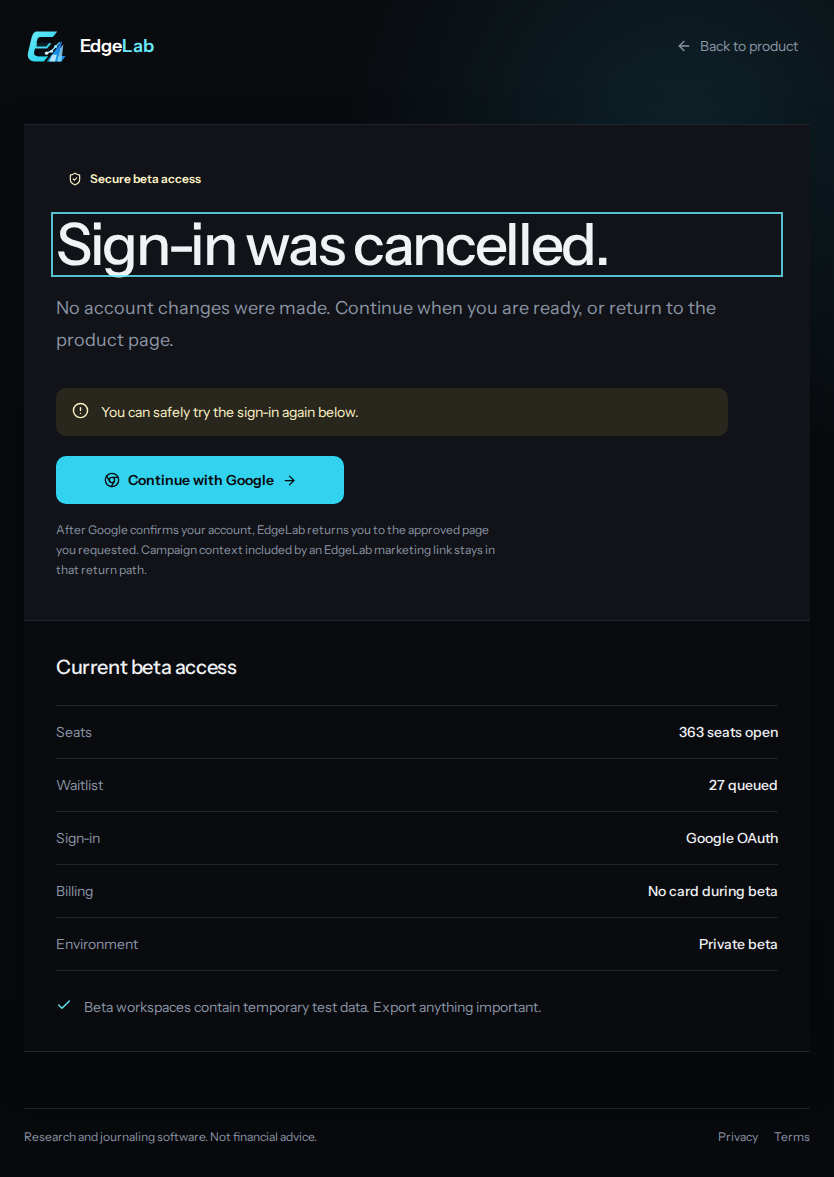 EdgeLab
Back to product
Secure beta access
Sign-in was cancelled.
No account changes were made. Continue when you are ready, or return to the
product page.
You can safely try the sign-in again below.
Continue with Google
After Google confirms your account, EdgeLab returns you to the approved page
you requested. Campaign context included by an EdgeLab marketing link stays in
that return path.
Current beta access
Seats 363 seats open
Waitlist 27 queued
Sign-in Google OAuth
Billing No card during beta
Environment Private beta
Beta workspaces contain temporary test data. Export anything important.
Research and journaling software. Not financial advice.
Privacy Terms